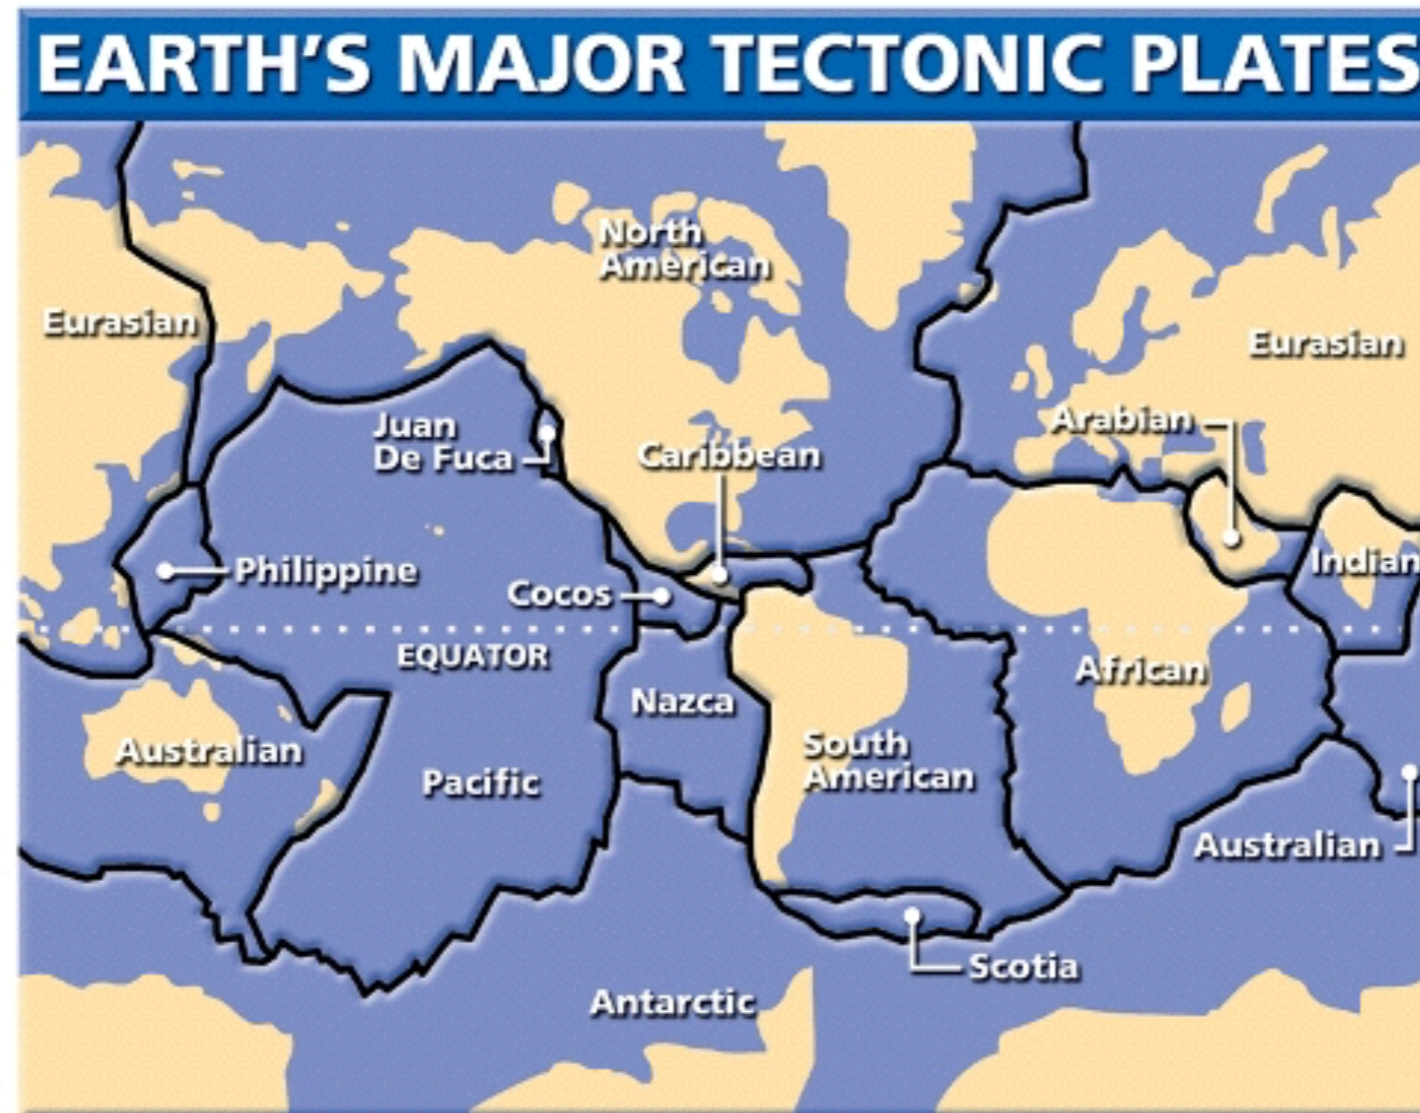 EARTH'S MAJOR TECTONIC PLATES
North
American
Eurasian
Eurasian
Juan
De Fuca
Arabian
Caribbean
Indian
Philippine
Cocos
EQUATOR
African
Nazca
Australian
South
American
Pacific
Australian
Scotia
Antarctic